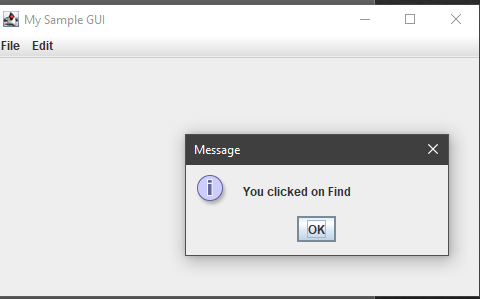 My Sample GUI
File Edit
Message
You clicked on Find
OK